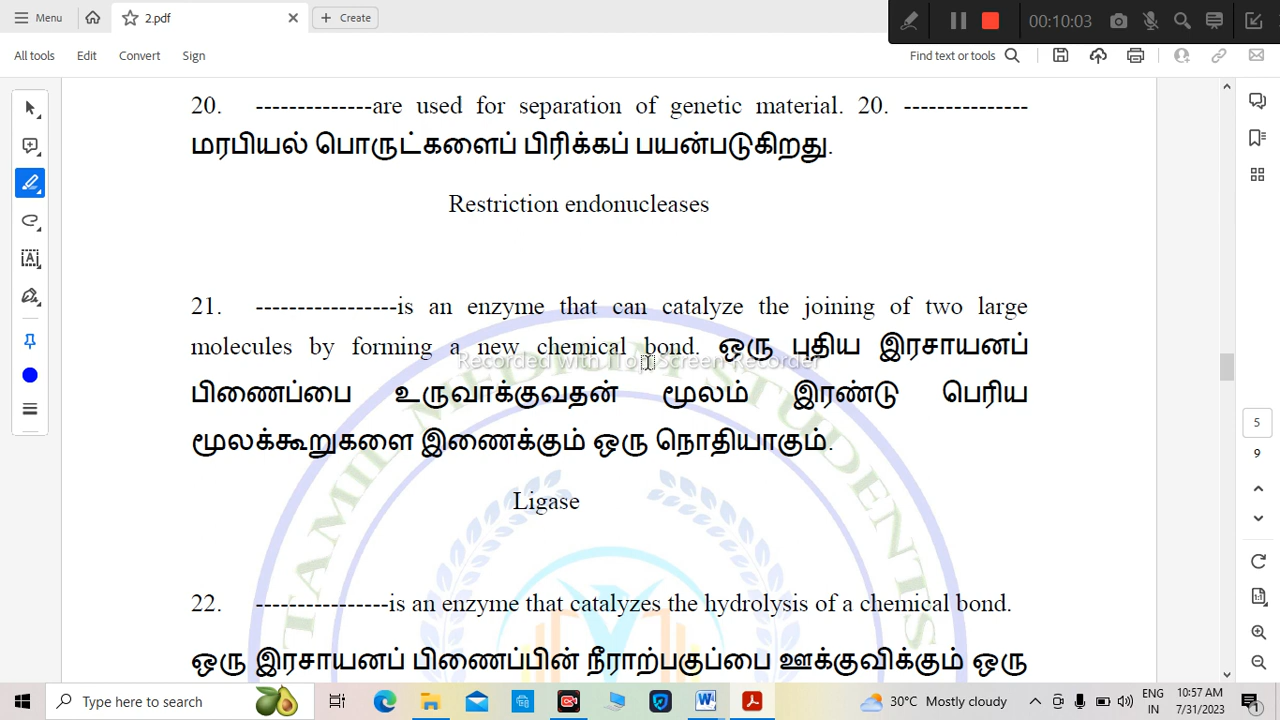 Menu
2.pdf
Create
00:10:03
All tools
Edit
Convert
Sign
Find text or tools
20. ---------------are used for separation of genetic material. 20. ---------------
மரபியல் பொருட்களைப் பிரிக்கப் பயன்படுகிறது.
Restriction endonucleases
21. -----------------is an enzyme that can catalyze the joining of two large
molecules by forming a new chemical bond. ஒரு புதிய இரசாயனப்
Recorded with iTop Screen Recorder
பிணைப்பை உருவாக்குவதன் மூலம் இரண்டு பெரிய
மூலக்கூறுகளை இணைக்கும் ஒரு நொதியாகும்.
Ligase
22. ----------------is an enzyme that catalyzes the hydrolysis of a chemical bond.
ஒரு இரசாயனப் பிணைப்பின் நீராற்பகுப்பை ஊக்குவிக்கும் ஒரு
TAMIL MEDICINE STUDENTS
5
9
Type here to search
30°C Mostly cloudy
ENG
IN
10:57 AM
7/31/2023